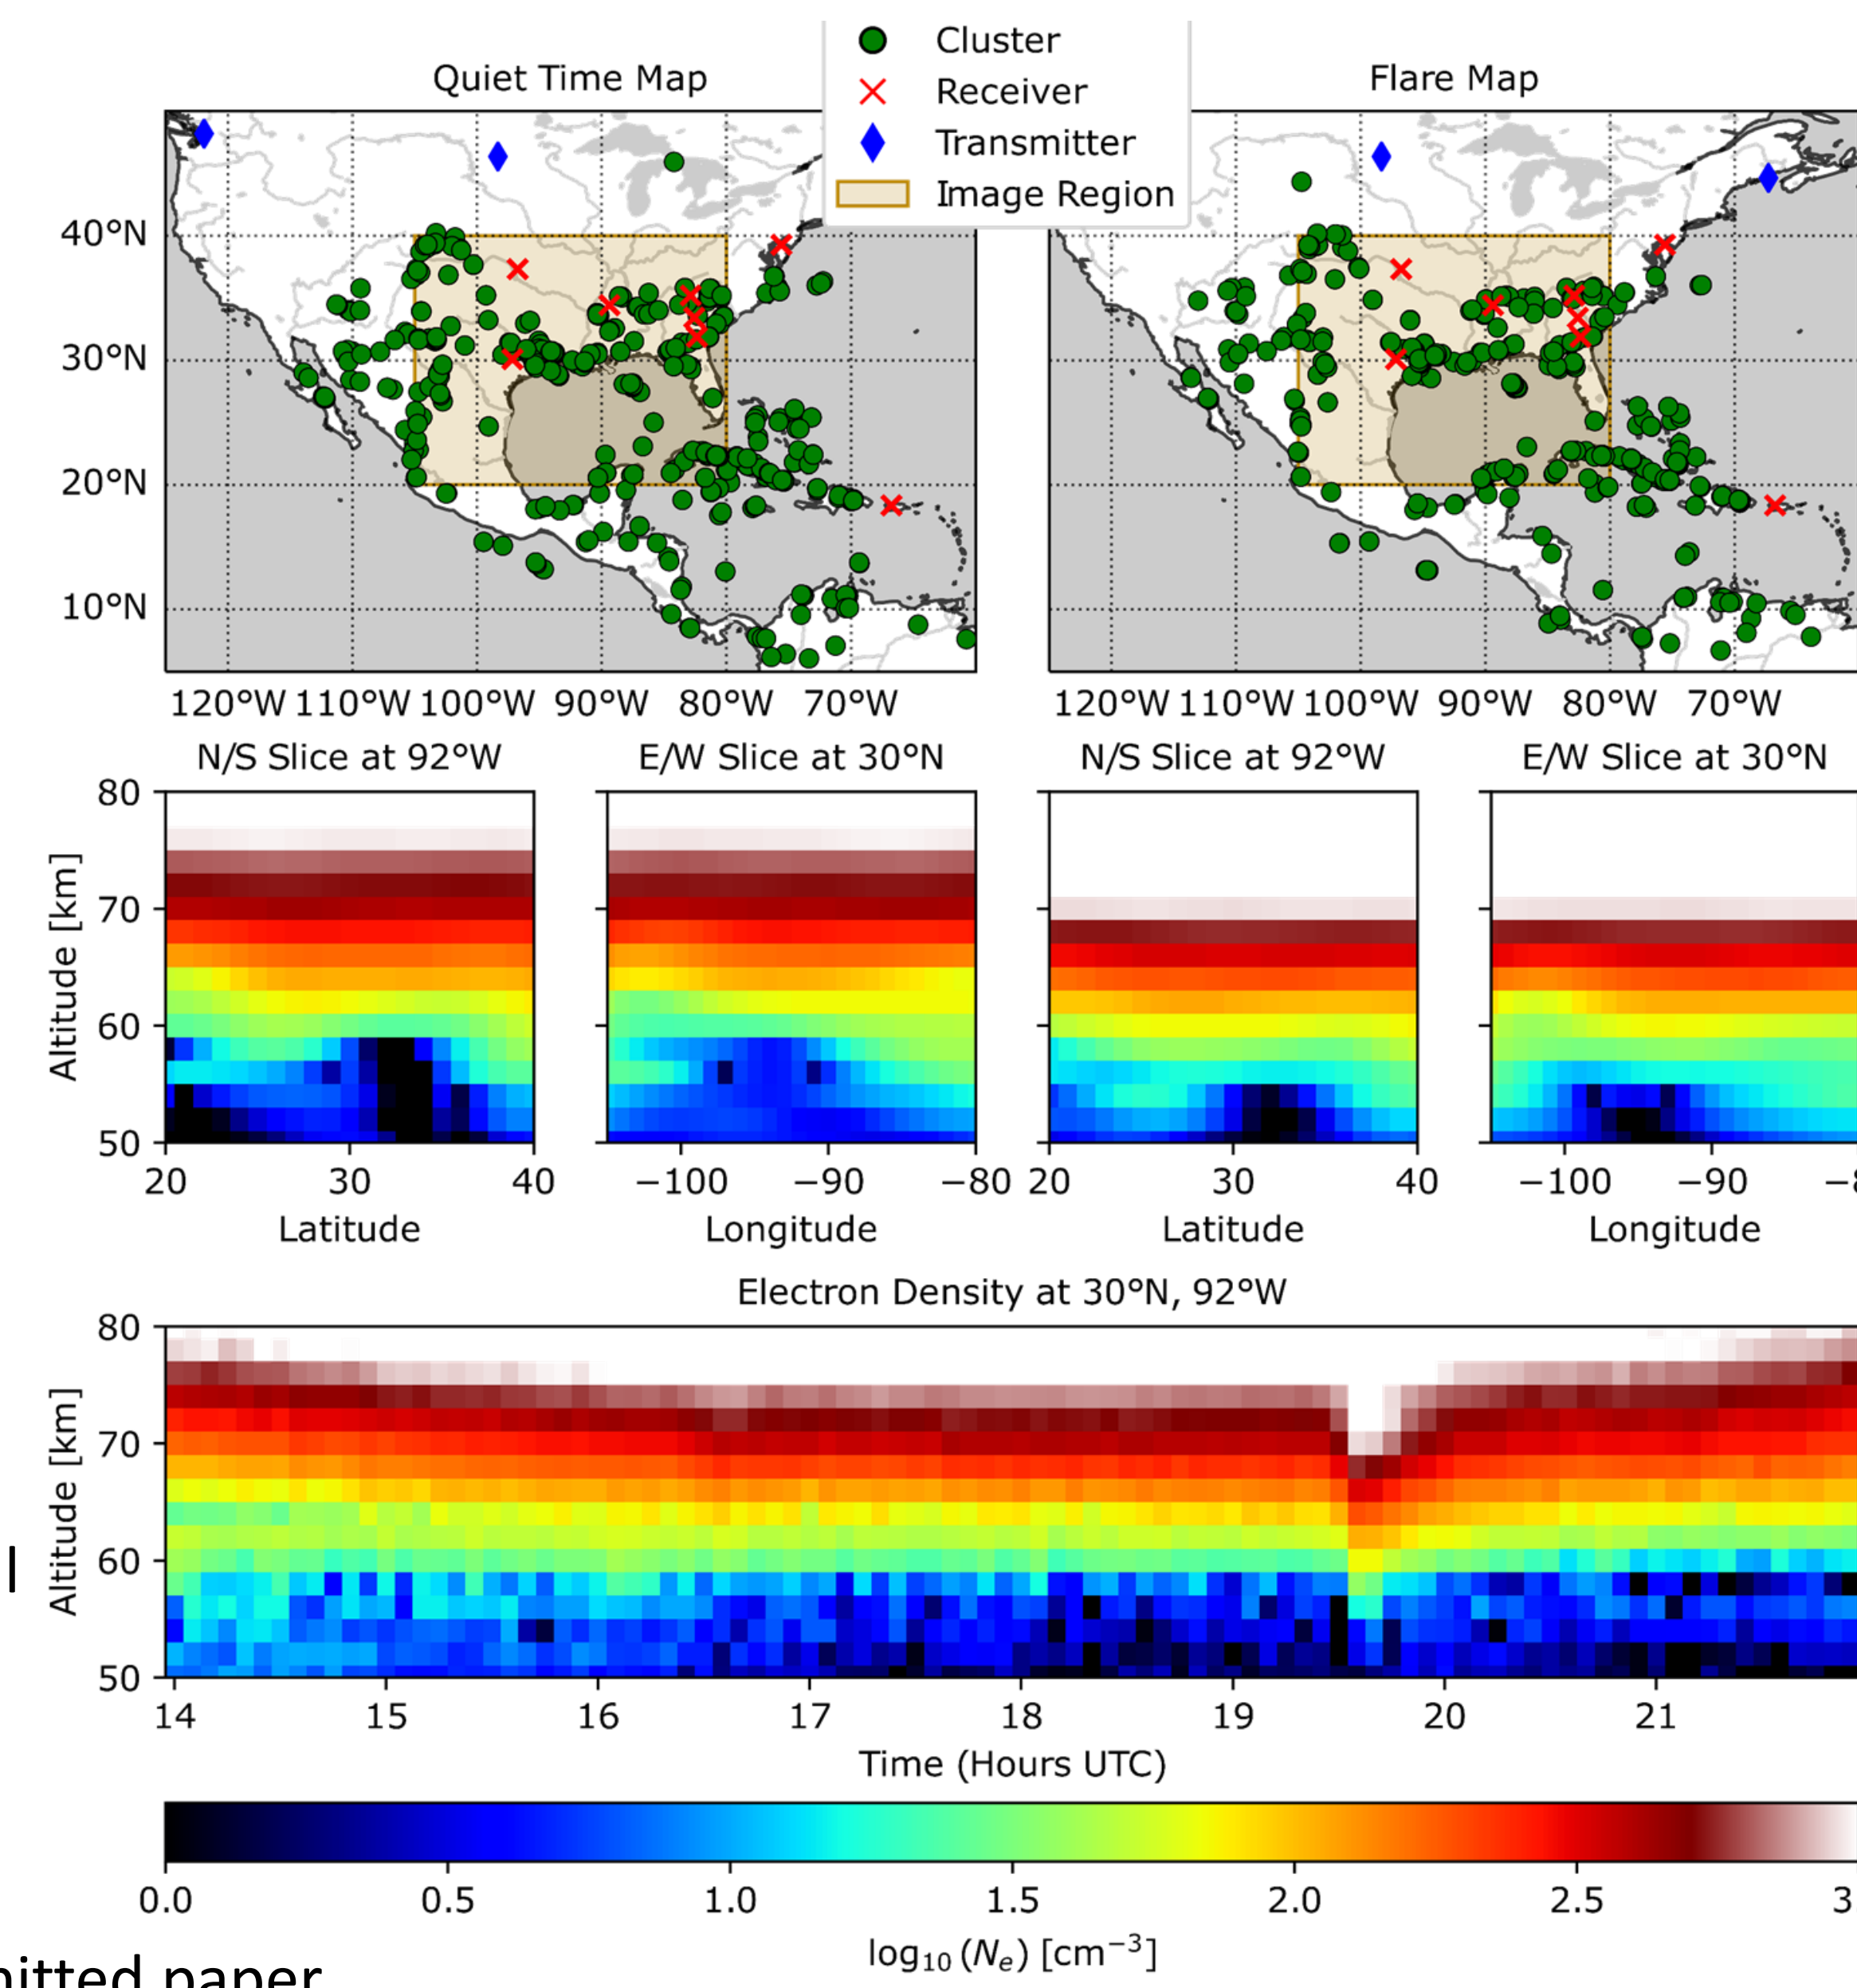 Cluster
Receiver
Transmitter
Image Region
Quiet Time Map
Flare Map
40°N
30°N
20°N
10°N
120°W 110°W 100°W 90°W 80°W 70°W
120°W 110°W 100°W 90°W 80°W 70°W
N/S Slice at 92°W
E/W Slice at 30°N
N/S Slice at 92°W
E/W Slice at 30°N
Altitude [km]
80
70
60
50
20 30 40
−100 −90 −80
20 30 40
−100 −90
Latitude
Longitude
Latitude
Longitude
Electron Density at 30°N, 92°W
Altitude [km]
80
70
60
50
14 15 16 17 18 19 20 21
Time (Hours UTC)
0.0 0.5 1.0 1.5 2.0 2.5 3
log₁₀ (Nₑ) [cm⁻³]
paper